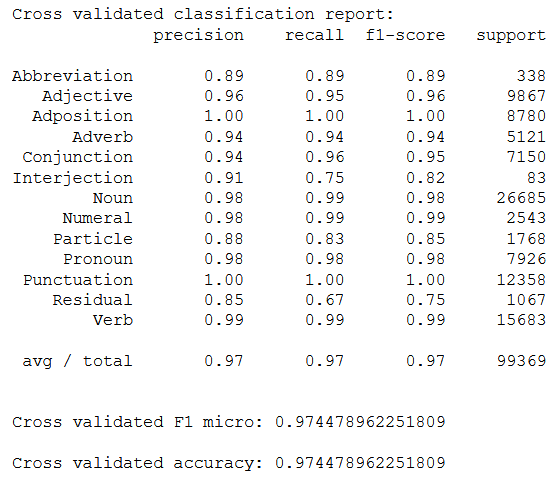 Cross validated classification report:
precision recall f1-score support
Abbreviation 0.89 0.89 0.89 338
Adjective 0.96 0.95 0.96 9867
Adposition 1.00 1.00 1.00 8780
Adverb 0.94 0.94 0.94 5121
Conjunction 0.94 0.96 0.95 7150
Interjection 0.91 0.75 0.82 83
Noun 0.98 0.99 0.98 26685
Numeral 0.98 0.99 0.99 2543
Particle 0.88 0.83 0.85 1768
Pronoun 0.98 0.98 0.98 7926
Punctuation 1.00 1.00 1.00 12358
Residual 0.85 0.67 0.75 1067
Verb 0.99 0.99 0.99 15683
avg / total 0.97 0.97 0.97 99369
Cross validated F1 micro: 0.974478962251809
Cross validated accuracy: 0.974478962251809